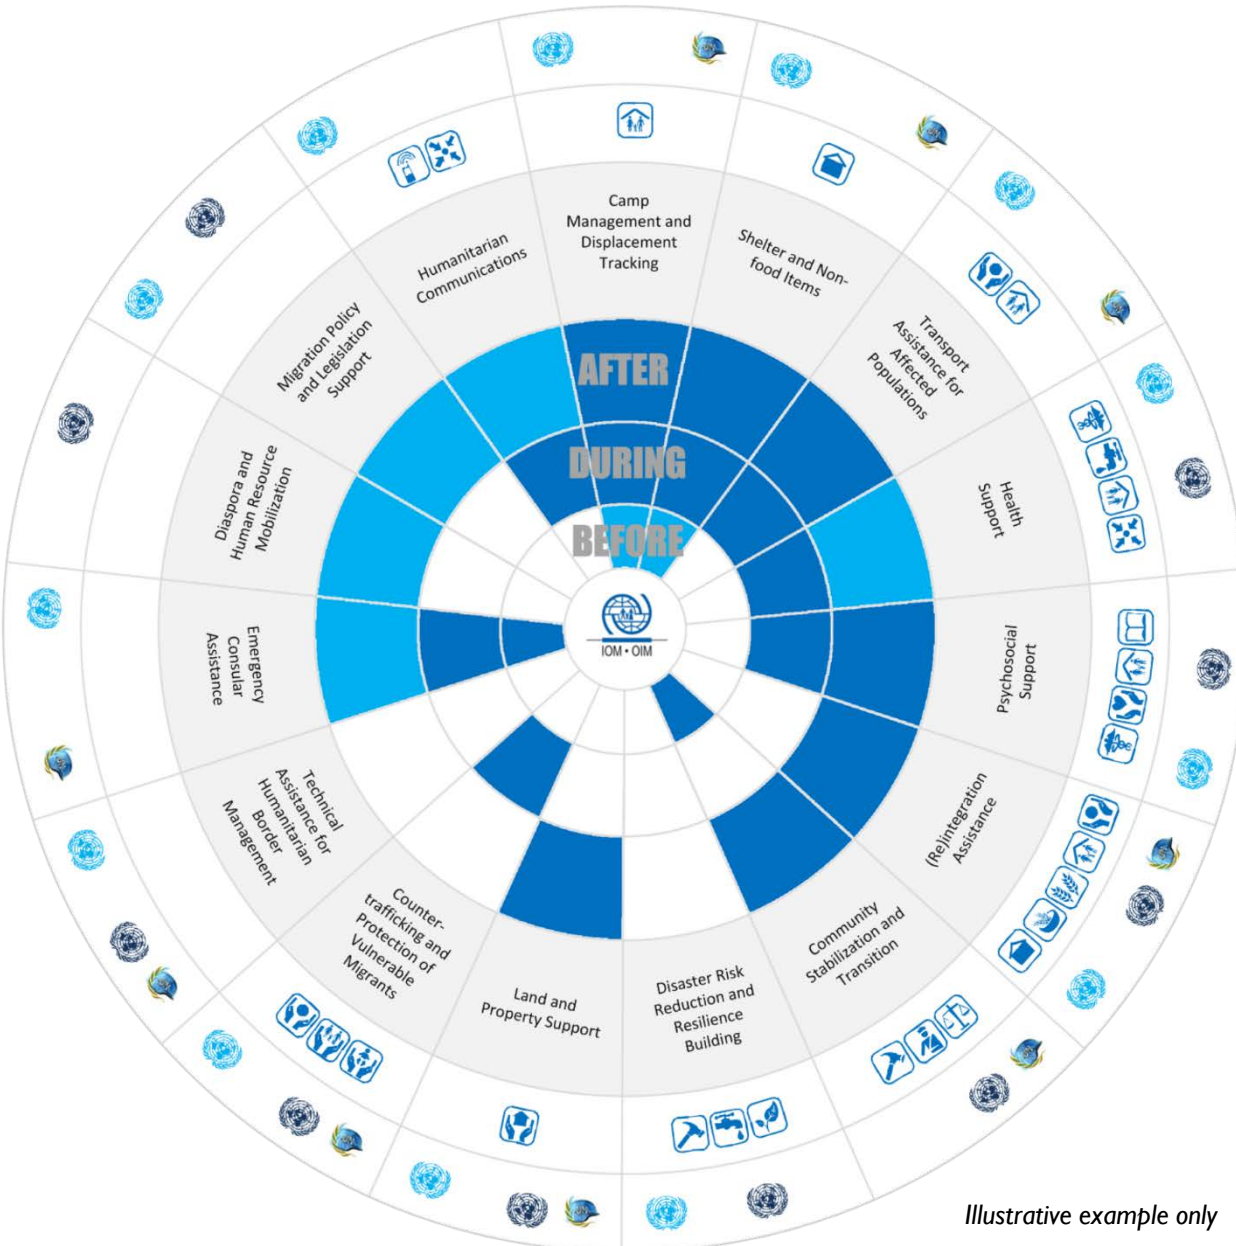 Camp
Management and
Displacement
Tracking
Shelter and Non-
food Items
Transport
Assistance for
Affected
Populations
Health
Support
Psychosocial
Support
(Re)integration
Assistance
Community
Stabilization and
Transition
Disaster Risk
Reduction and
Resilience
Building
Land and
Property Support
Counter-
trafficking and
Protection of
Vulnerable
Migrants
Technical
Assistance for
Humanitarian
Border
Management
Emergency
Consular
Assistance
Diaspora and
Human Resource
Mobilization
Migration Policy
and Legislation
Support
Humanitarian
Communications
AFTER
DURING
BEFORE
IOM • OIM
Illustrative example only